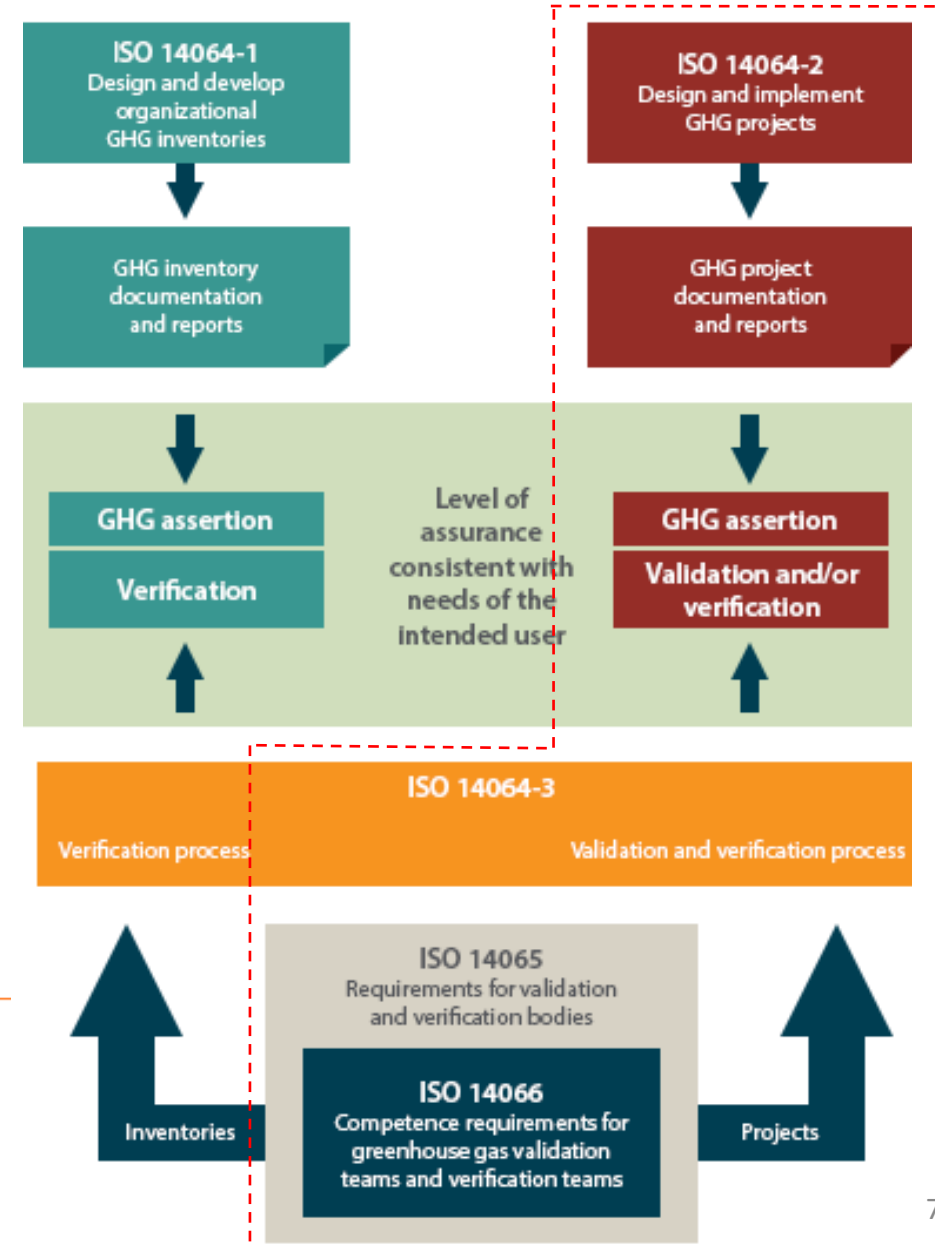 ISO 14064-1
Design and develop
organizational
GHG inventories
ISO 14064-2
Design and implement
GHG projects
GHG inventory
documentation
and reports
GHG project
documentation
and reports
GHG assertion
Verification
Level of
assurance
consistent with
needs of the
intended user
GHG assertion
Validation and/or
verification
ISO 14064-3
Verification process
Validation and verification process
ISO 14065
Requirements for validation
and verification bodies
ISO 14066
Competence requirements for
greenhouse gas validation
teams and verification teams
Inventories
Projects
7